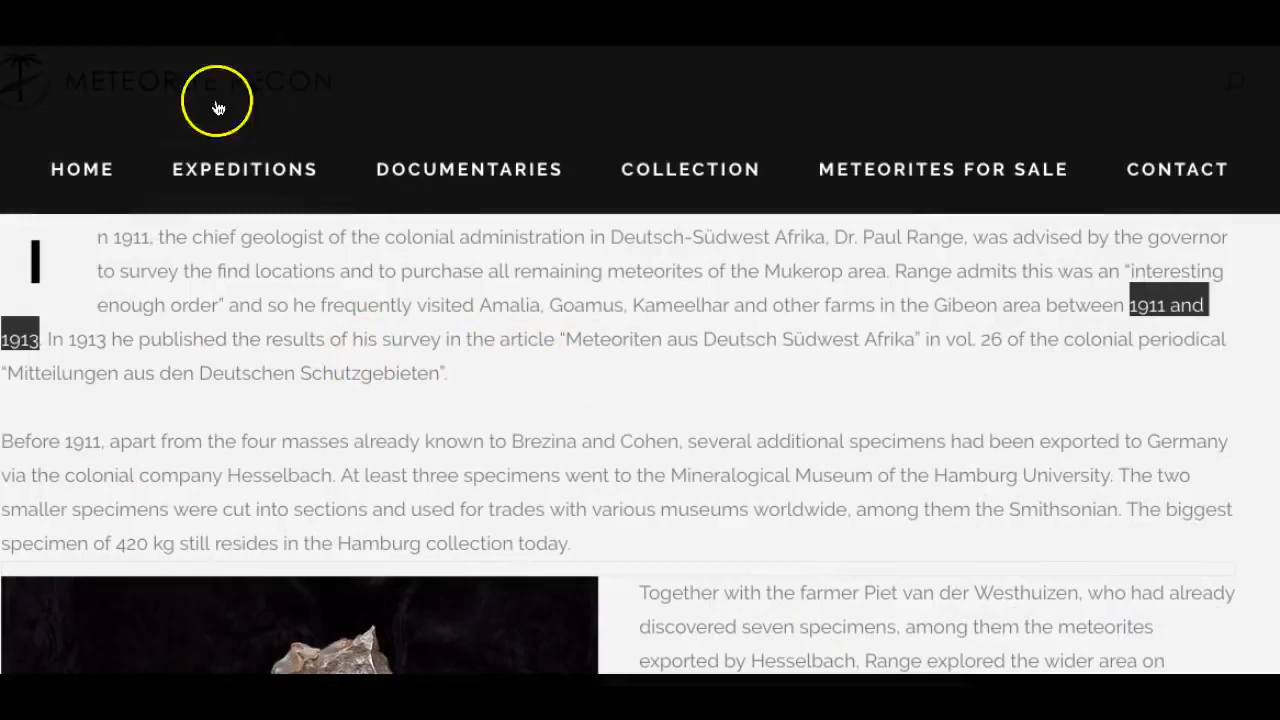 METEORITE RECON
HOME EXPEDITIONS DOCUMENTARIES COLLECTION METEORITES FOR SALE CONTACT
In 1911, the chief geologist of the colonial administration in Deutsch-Südwest Afrika, Dr. Paul Range, was advised by the governor
to survey the find locations and to purchase all remaining meteorites of the Mukerop area. Range admits this was an “interesting
enough order” and so he frequently visited Amalia, Goamus, Kameelhar and other farms in the Gibeon area between 1911 and
1913. In 1913 he published the results of his survey in the article “Meteoriten aus Deutsch Südwest Afrika” in vol. 26 of the colonial periodical
“Mitteilungen aus den Deutschen Schutzgebieten”.
Before 1911, apart from the four masses already known to Brezina and Cohen, several additional specimens had been exported to Germany
via the colonial company Hesselbach. At least three specimens went to the Mineralogical Museum of the Hamburg University. The two
smaller specimens were cut into sections and used for trades with various museums worldwide, among them the Smithsonian. The biggest
specimen of 420 kg still resides in the Hamburg collection today.
Together with the farmer Piet van der Westhuizen, who had already
discovered seven specimens, among them the meteorites
exported by Hesselbach, Range explored the wider area on